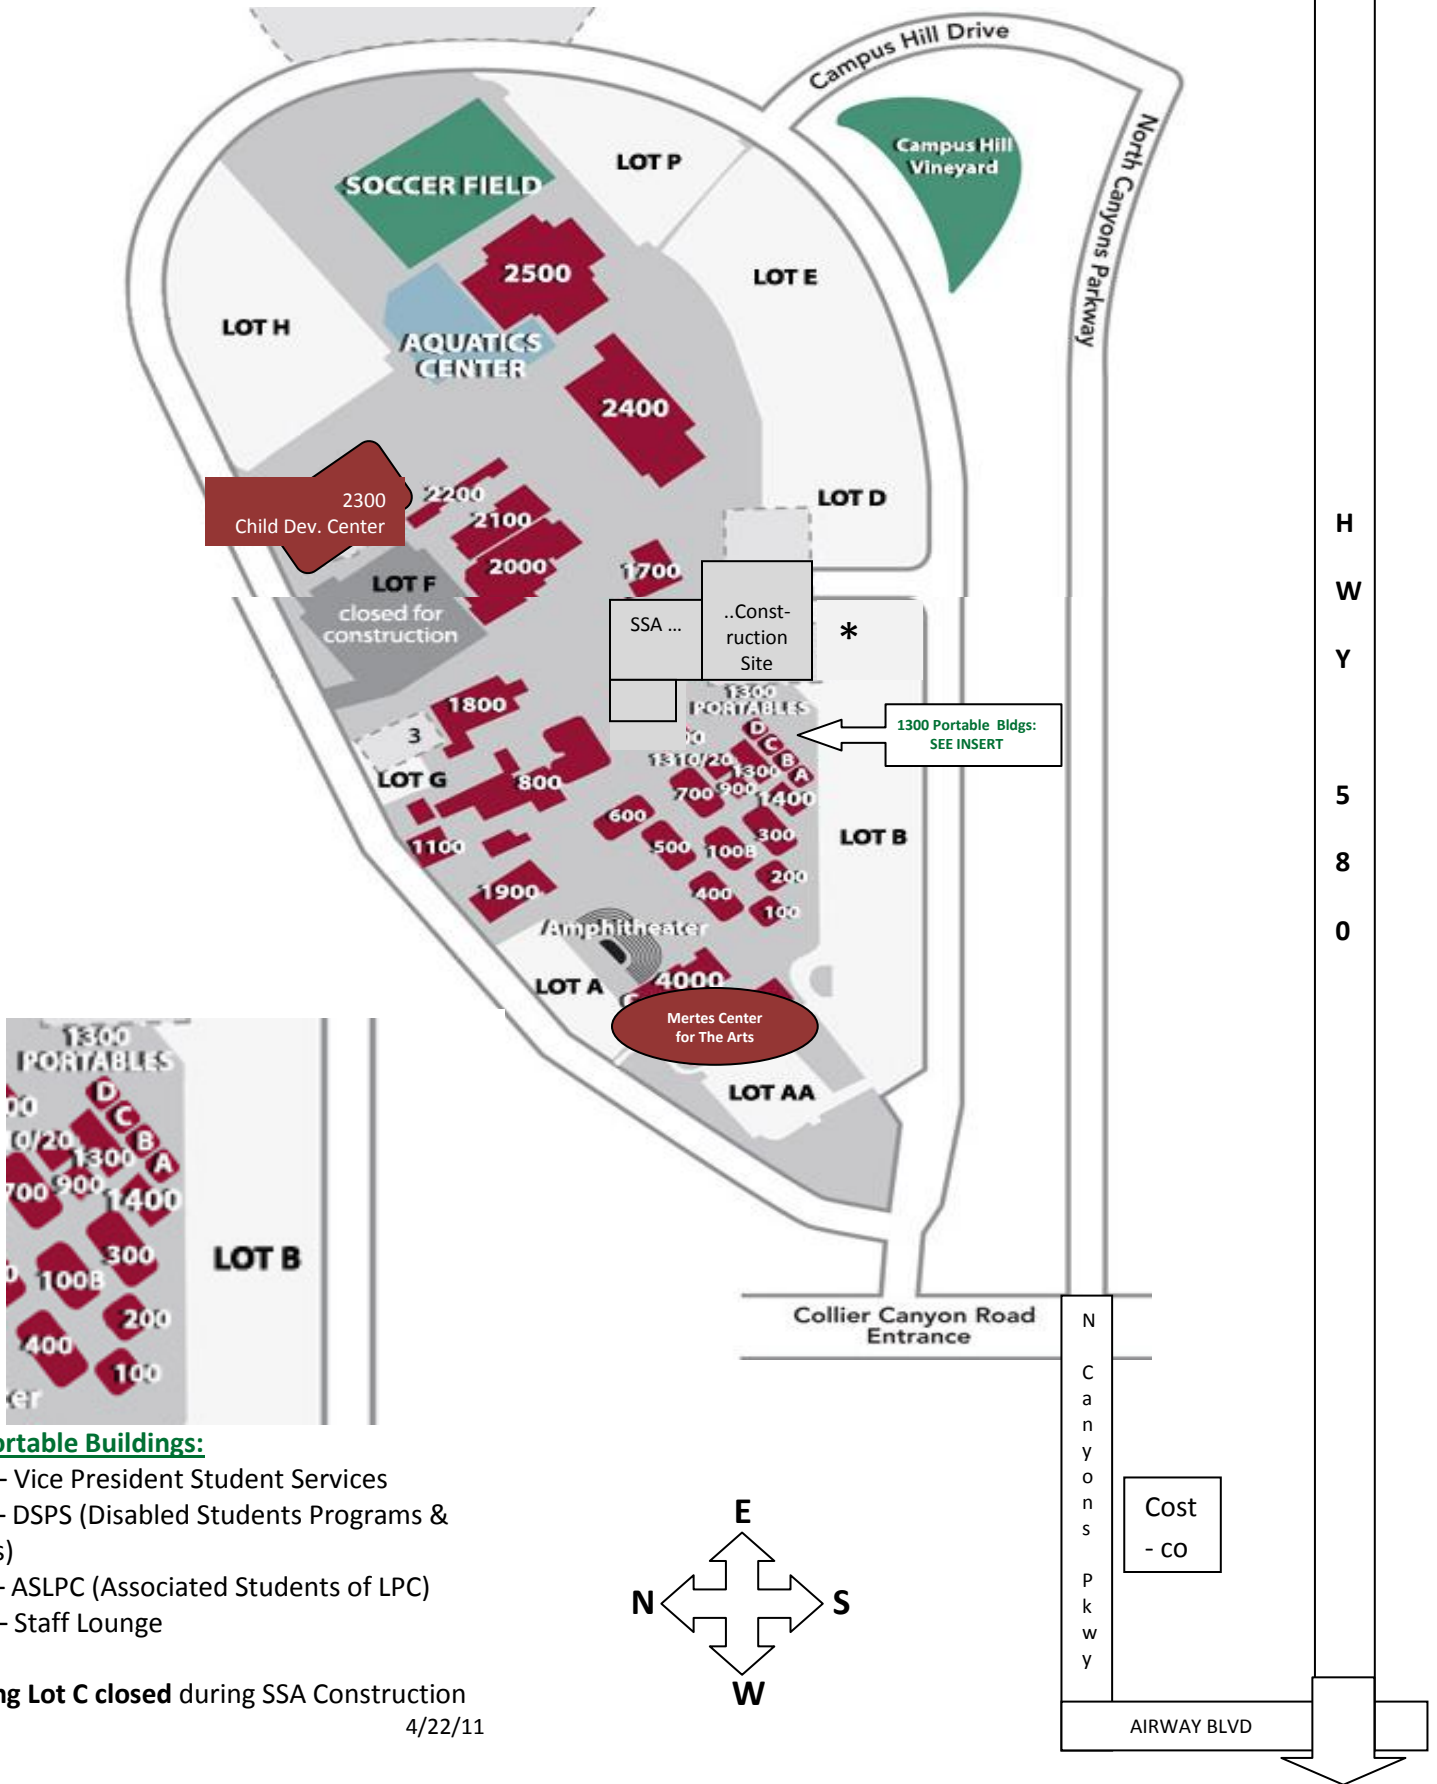 Campus Hill Drive
North Canyons Parkway
Campus Hill
Vineyard
LOT P
SOCCER FIELD
2500
LOT E
LOT H
AQUATICS
CENTER
2400
2300
Child Dev. Center
2200
2100
2000
LOT D
1700
LOT F
closed for
construction
SSA ...
..Const-
ruction
Site
*
1300
PORTABLES
D
C
B
A
1300 Portable Bldgs:
SEE INSERT
1800
3
LOT G
800
1310/20
1300
700
900
1400
600
500
100B
300
LOT B
1100
200
400
100
1900
Amphitheater
LOT A
4000
Mertes Center
for The Arts
LOT AA
H
W
Y
5
8
0
1300
PORTABLES
D
C
B
A
00
0/20
1300
700
900
1400
300
100B
LOT B
200
400
100
er
Collier Canyon Road
Entrance
N
C
a
n
y
o
n
s
P
k
w
y
Cost
- co
AIRWAY BLVD
ortable Buildings:
- Vice President Student Services
- DSPS (Disabled Students Programs &
s)
- ASLPC (Associated Students of LPC)
- Staff Lounge
ng Lot C closed during SSA Construction
4/22/11
E
N
S
W